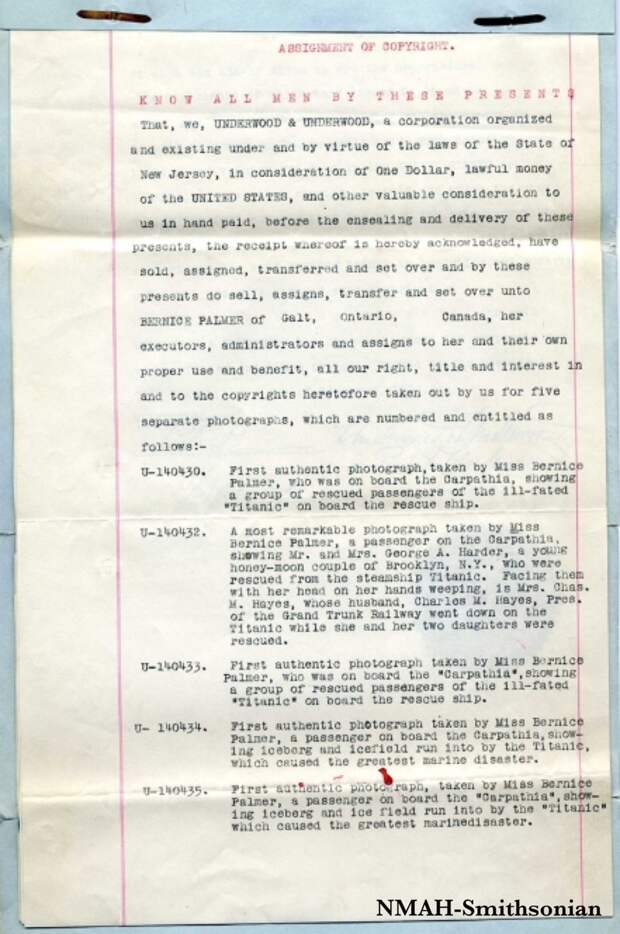 ASSIGNMENT OF COPYRIGHT.
KNOW ALL MEN BY THESE PRESENTS
That, we, UNDERWOOD & UNDERWOOD, a corporation organized
and existing under and by virtue of the laws of the State of
New Jersey, in consideration of One Dollar, lawful money
of the UNITED STATES, and other valuable consideration to
us in hand paid, before the ensealing and delivery of these
presents, the receipt whereof is hereby acknowledged, have
sold, assigned, transferred and set over and by these
presents do sell, assigns, transfer and set over unto
BERNICE PALMER of Galt, Ontario, Canada, her
executors, administrators and assigns to her and their own
proper use and benefit, all our right, title and interest in
and to the copyrights heretofore taken out by us for five
separate photographs, which are numbered and entitled as
follows:-
U-140430. First authentic photograph, taken by Miss Bernice
Palmer, who was on board the Carpathia, showing
a group of rescued passengers of the ill-fated
"Titanic" on board the rescue ship.
U-140432. A most remarkable photograph taken by Miss
Bernice Palmer, a passenger on the Carpathia,
showing Mr. and Mrs. George A. Harder, a young
honey-moon couple of Brooklyn, N.Y., who were
rescued from the steamship Titanic. Facing them
with her head on her hands weeping, is Mrs. Chas.
M. Hayes, whose husband, Charles M. Hayes, Pres.
of the Grand Trunk Railway went down on the
Titanic while she and her two daughters were
rescued.
U-140433. First authentic photograph taken by Miss Bernice
Palmer, who was on board the "Carpathia", showing
a group of rescued passengers of the ill-fated
"Titanic" on board the rescue ship.
U- 140434. First authentic photograph taken by Miss Bernice
Palmer, a passenger on board the Carpathia, show-
ing iceberg and icefield run into by the Titanic,
which caused the greatest marine disaster.
U-140435. First authentic photograph, taken by Miss Bernice
Palmer, a passenger on board the "Carpathia", show-
ing iceberg and ice field run into by the "Titanic"
which caused the greatest marinedisaster.
NMAH-Smithsonian